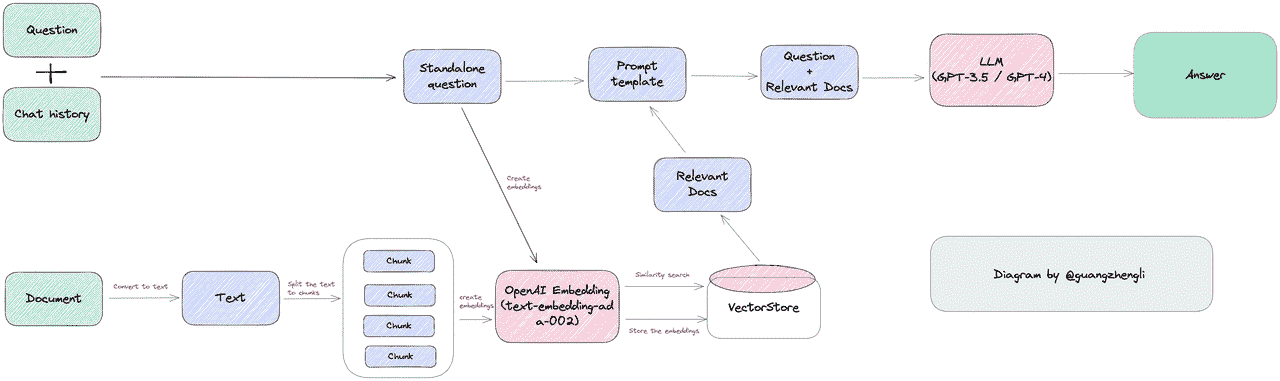 Question
+
Chat history
Standalone
question
Prompt
template
Question
+
Relevant Docs
LLM
(GPT-3.5 / GPT-4)
Answer
Create
embeddings
Relevant
Docs
Document
Convert to text
Text
Split the text
to chunks
Chunk
Chunk
Chunk
Chunk
create
embeddings
OpenAI Embedding
(text-embedding-ad
a-002)
Similarity search
Store the embeddings
VectorStore
Diagram by @guangzhengli